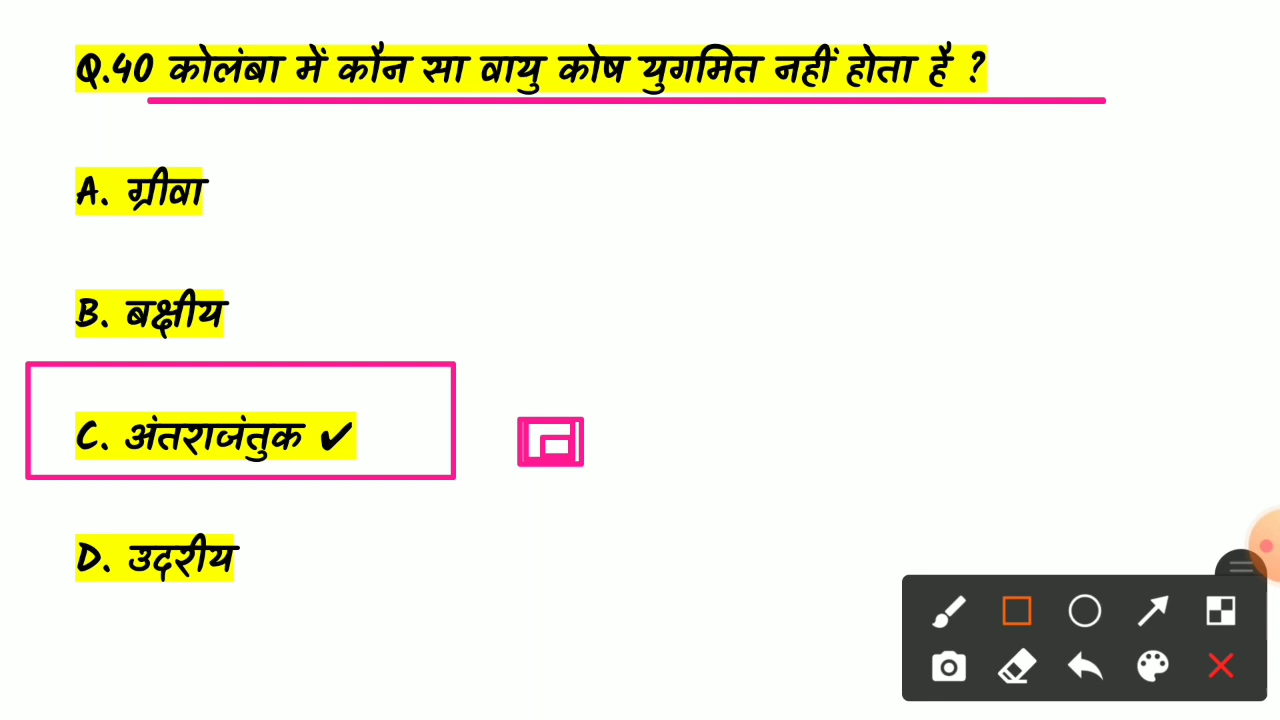 Q.40 कोलंबा में कौन सा वायु कोष युगमित नहीं होता है ?
A. ग्रीवा
B. बक्षीय
C. अंतराजंतुक ✔
D. उदरीय